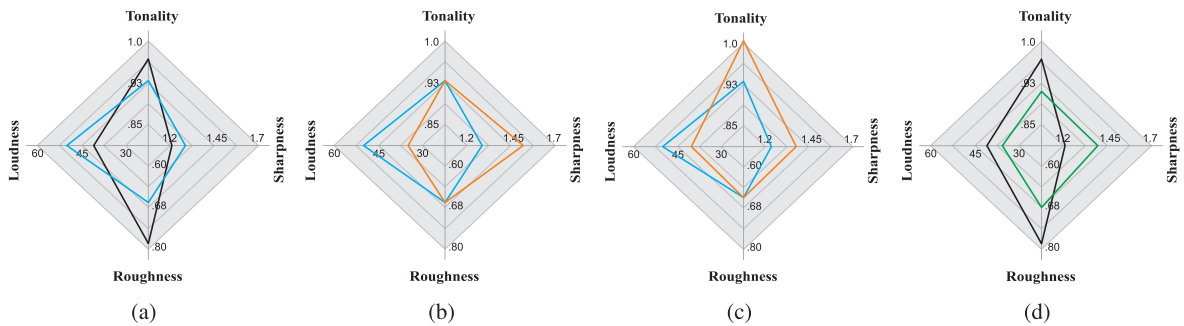 Tonality
1.0
.93
.85
Loudness
60
45
30
1.2
1.45
1.7
Sharpness
.60
.68
.80
Roughness
(a)
Tonality
1.0
.93
.85
Loudness
60
45
30
1.2
1.45
1.7
Sharpness
.60
.68
.80
Roughness
(b)
Tonality
1.0
.93
.85
Loudness
60
45
30
1.2
1.45
1.7
Sharpness
.60
.68
.80
Roughness
(c)
Tonality
1.0
.93
.85
Loudness
60
45
30
1.2
1.45
1.7
Sharpness
.60
.68
.80
Roughness
(d)